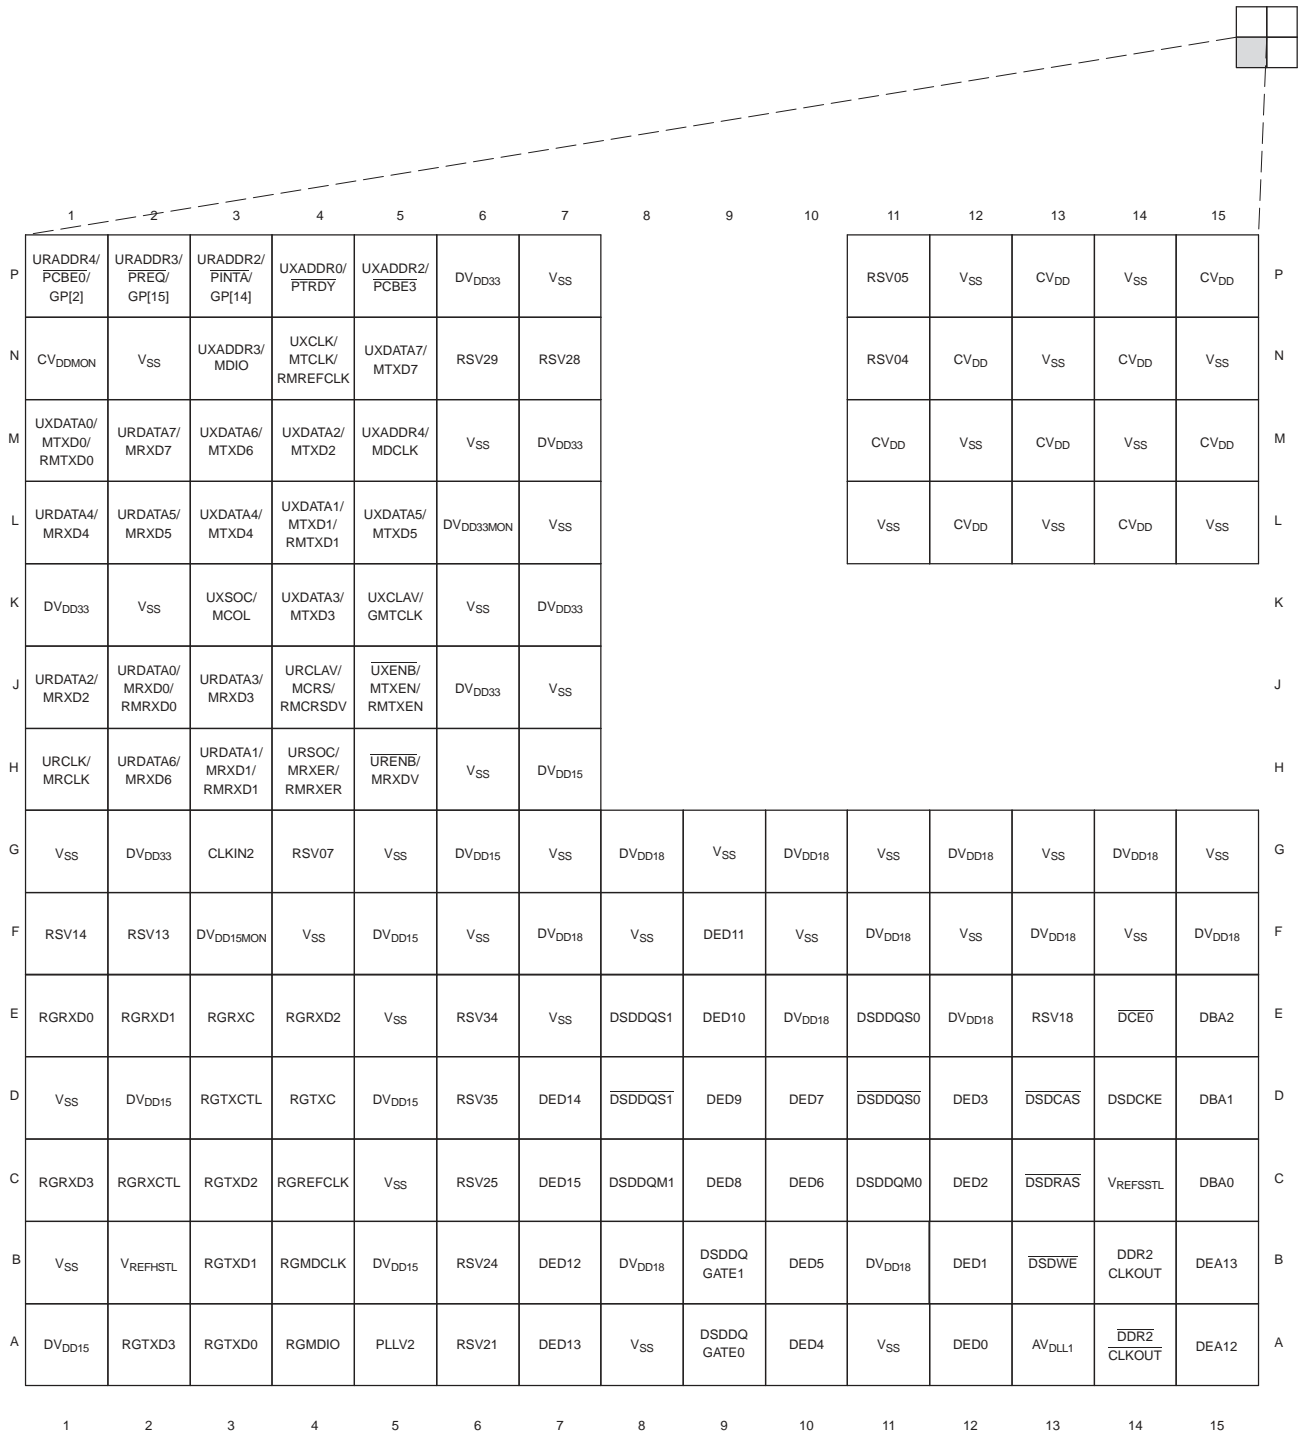 1 2 3 4 5 6 7 8 9 10 11 12 13 14 15
P URADDR4/ PCBE0/ GP[2] URADDR3/ PREQ/ GP[15] URADDR2/ PINTA/ GP[14] UXADDR0/ PTRDY UXADDR2/ PCBE3 DVDD33 VSS RSV05 VSS CVDD VSS CVDD P
N CVDDMON VSS UXADDR3/ MDIO UXCLK/ MTCLK/ RMREFCLK UXDATA7/ MTXD7 RSV29 RSV28 RSV04 CVDD VSS CVDD VSS N
M UXDATA0/ MTXD0/ RMTXD0 URDATA7/ MRXD7 UXDATA6/ MTXD6 UXDATA2/ MTXD2 UXADDR4/ MDCLK VSS DVDD33 CVDD VSS CVDD VSS CVDD M
L URDATA4/ MRXD4 URDATA5/ MRXD5 UXDATA4/ MTXD4 UXDATA1/ MTXD1/ RMTXD1 UXDATA5/ MTXD5 DVDD33MON VSS VSS CVDD VSS CVDD VSS L
K DVDD33 VSS UXSOC/ MCOL UXDATA3/ MTXD3 UXCLAV/ GMTCLK VSS DVDD33 K
J URDATA2/ MRXD2 URDATA0/ MRXD0/ RMRXD0 URDATA3/ MRXD3 URCLAV/ MCRS/ RMCRSDV UXENB/ MTXEN/ RMTXEN DVDD33 VSS J
H URCLK/ MRCLK URDATA6/ MRXD6 URDATA1/ MRXD1/ RMRXD1 URSOC/ MRXER/ RMRXER URENB/ MRXDV VSS DVDD15 H
G VSS DVDD33 CLKIN2 RSV07 VSS DVDD15 VSS DVDD18 VSS DVDD18 VSS DVDD18 VSS DVDD18 VSS G
F RSV14 RSV13 DVDD15MON VSS DVDD15 VSS DVDD18 VSS DED11 VSS DVDD18 VSS DVDD18 VSS DVDD18 F
E RGRXD0 RGRXD1 RGRXC RGRXD2 VSS RSV34 VSS DSDDQS1 DED10 DVDD18 DSDDQS0 DVDD18 RSV18 DCE0 DBA2 E
D VSS DVDD15 RGTXCTL RGTXC DVDD15 RSV35 DED14 DSDDQS1 DED9 DED7 DSDDQS0 DED3 DSDCAS DSDCKE DBA1 D
C RGRXD3 RGRXCTL RGTXD2 RGREFCLK VSS RSV25 DED15 DSDDQM1 DED8 DED6 DSDDQM0 DED2 DSDRAS VREFSSTL DBA0 C
B VSS VREFHSTL RGTXD1 RGMDCLK DVDD15 RSV24 DED12 DVDD18 DSDDQ GATE1 DED5 DVDD18 DED1 DSDWE DDR2 CLKOUT DEA13 B
A DVDD15 RGTXD3 RGTXD0 RGMDIO PLLV2 RSV21 DED13 VSS DSDDQ GATE0 DED4 VSS DED0 AVDLL1 DDR2 CLKOUT DEA12 A
1 2 3 4 5 6 7 8 9 10 11 12 13 14 15